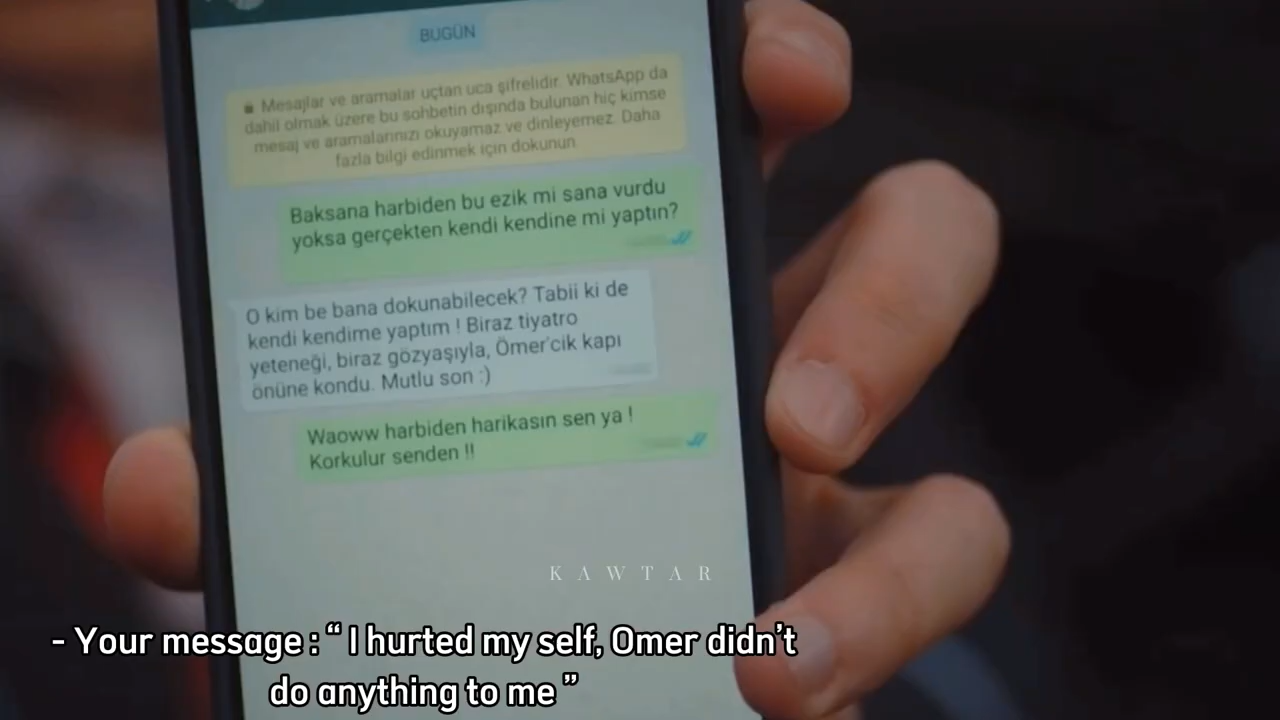 BUGÜN
Mesajlar ve aramalar uçtan uca şifrelidir. WhatsApp da
dahil olmak üzere bu sohbetin dışında bulunan hiç kimse
mesaj ve aramalarınızı okuyamaz ve dinleyemez. Daha
fazla bilgi edinmek için dokunun.
Baksana harbiden bu ezik mi sana vurdu
yoksa gerçekten kendi kendine mi yaptın?
O kim be bana dokunabilecek? Tabii ki de
kendi kendime yaptım ! Biraz tiyatro
yeteneği, biraz gözyaşıyla, Ömer'cik kapı
önüne kondu. Mutlu son :)
Waoww harbiden harikasın sen ya !
Korkulur senden !!
KAWTAR
- Your message : “ I hurted my self, Omer didn't
do anything to me ”